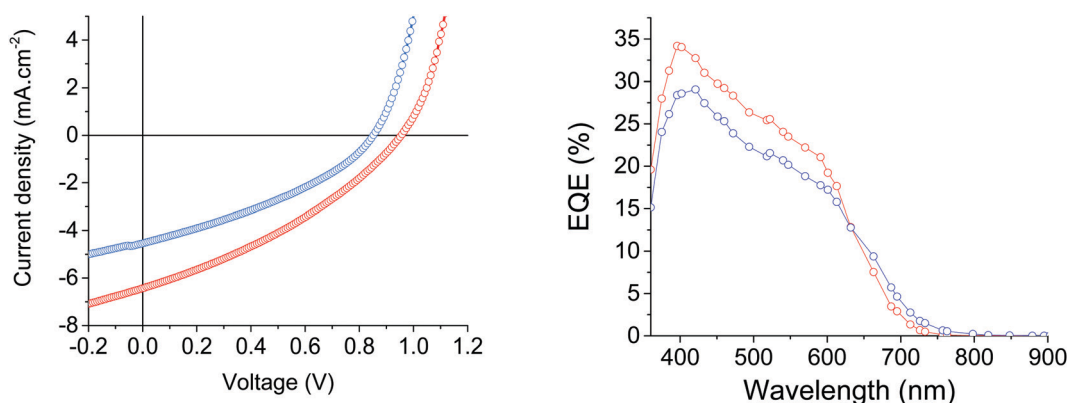 Current density (mA.cm-2)
4
2
0
-2
-4
-6
-8
-0.2 0.0 0.2 0.4 0.6 0.8 1.0 1.2
Voltage (V)
EQE (%)
35
30
25
20
15
10
5
0
400 500 600 700 800 900
Wavelength (nm)